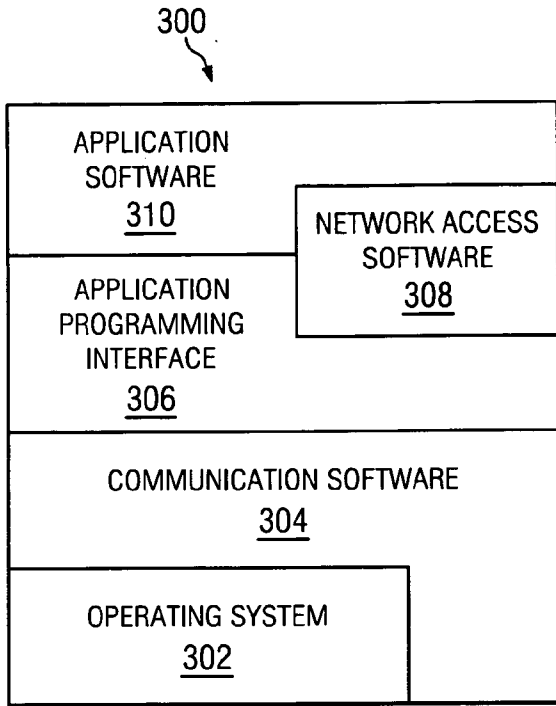 300
APPLICATION
SOFTWARE
310
NETWORK ACCESS
SOFTWARE
308
APPLICATION
PROGRAMMING
INTERFACE
306
COMMUNICATION SOFTWARE
304
OPERATING SYSTEM
302